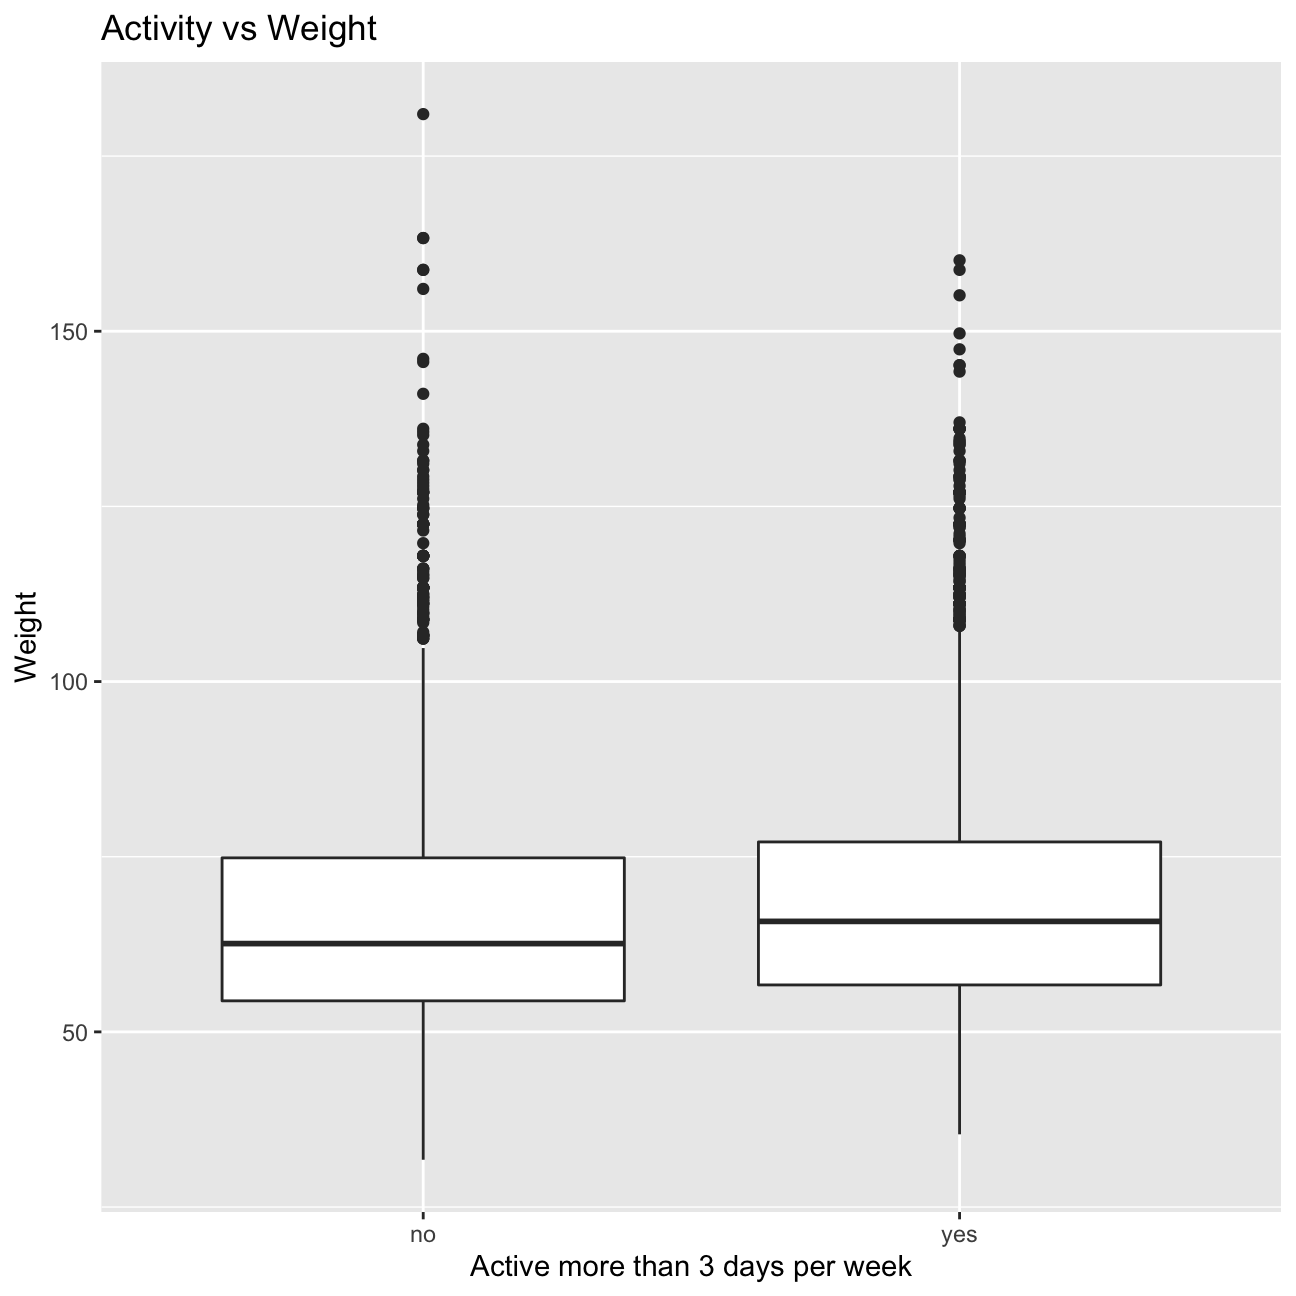 Activity vs Weight
150
100
50
Weight
no
yes
Active more than 3 days per week